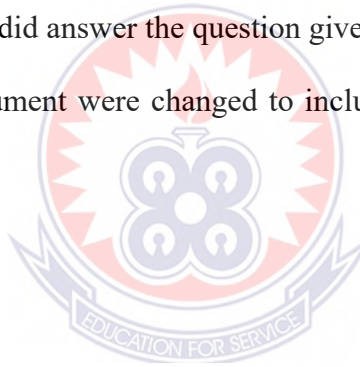 did answer the question give
ument were changed to inclu
EDUCATION FOR SERVICE